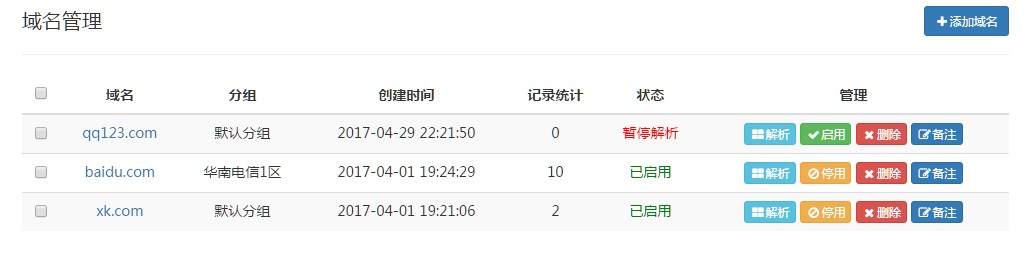 域名管理
添加域名
域名 分组 创建时间 记录统计 状态 管理
qq123.com 默认分组 2017-04-29 22:21:50 0 暂停解析 解析 启用 删除 备注
baidu.com 华南电信1区 2017-04-01 19:24:29 10 已启用 解析 停用 删除 备注
xk.com 默认分组 2017-04-01 19:21:06 2 已启用 解析 停用 删除 备注